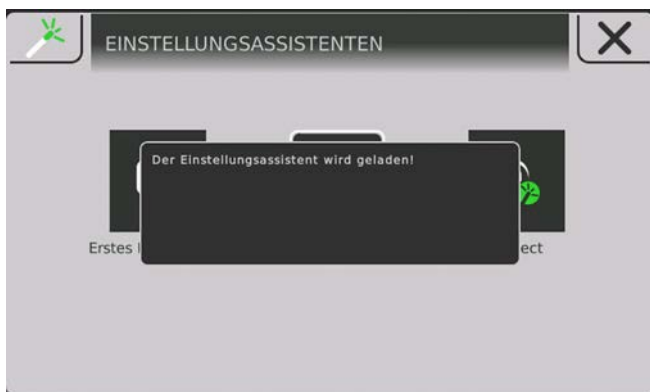 EINSTELLUNGSASSISTENTEN
Der Einstellungsassistent wird geladen!
Erstes
ect